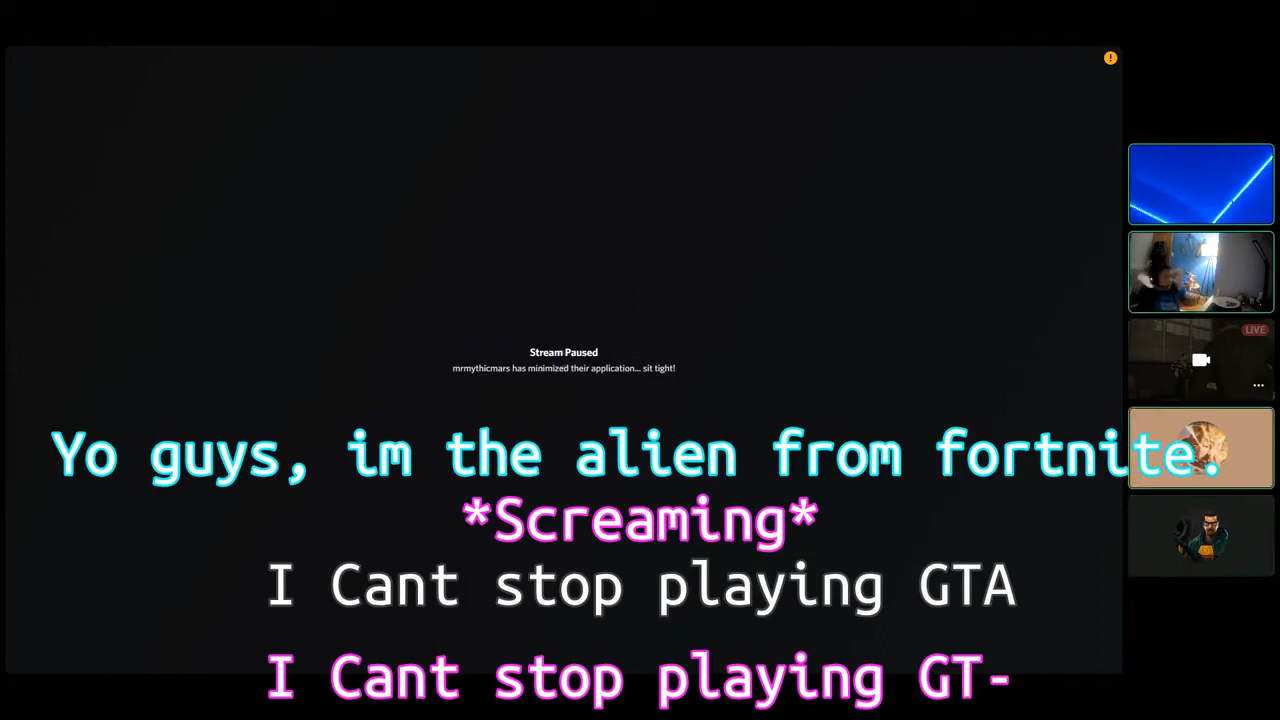 LIVE
Stream Paused
mrmythicmars has minimized their application... sit tight!
Yo guys, im the alien from fortnite.
*Screaming*
I Cant stop playing GTA
I Cant stop playing GT-